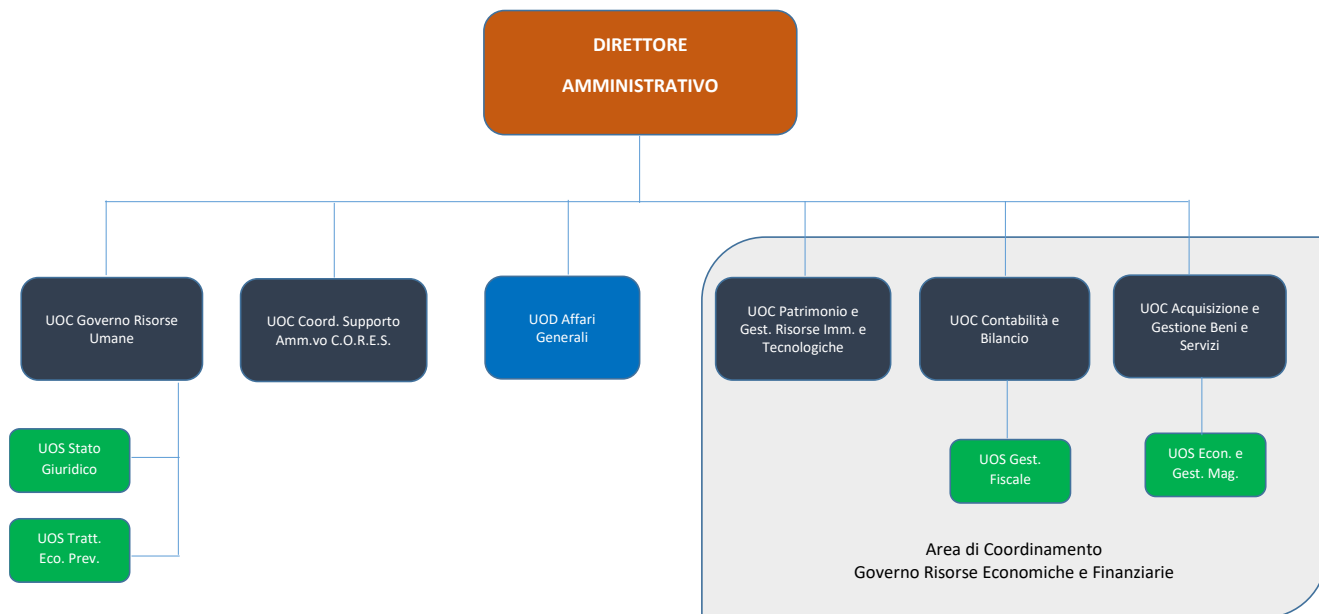 DIRETTORE
AMMINISTRATIVO
UOC Governo Risorse
Umane
UOC Coord. Supporto
Amm.vo C.O.R.E.S.
UOD Affari
Generali
UOC Patrimonio e
Gest. Risorse Imm. e
Tecnologiche
UOC Contabilità e
Bilancio
UOC Acquisizione e
Gestione Beni e
Servizi
UOS Stato
Giuridico
UOS Tratt.
Eco. Prev.
UOS Gest.
Fiscale
UOS Econ. e
Gest. Mag.
Area di Coordinamento
Governo Risorse Economiche e Finanziarie